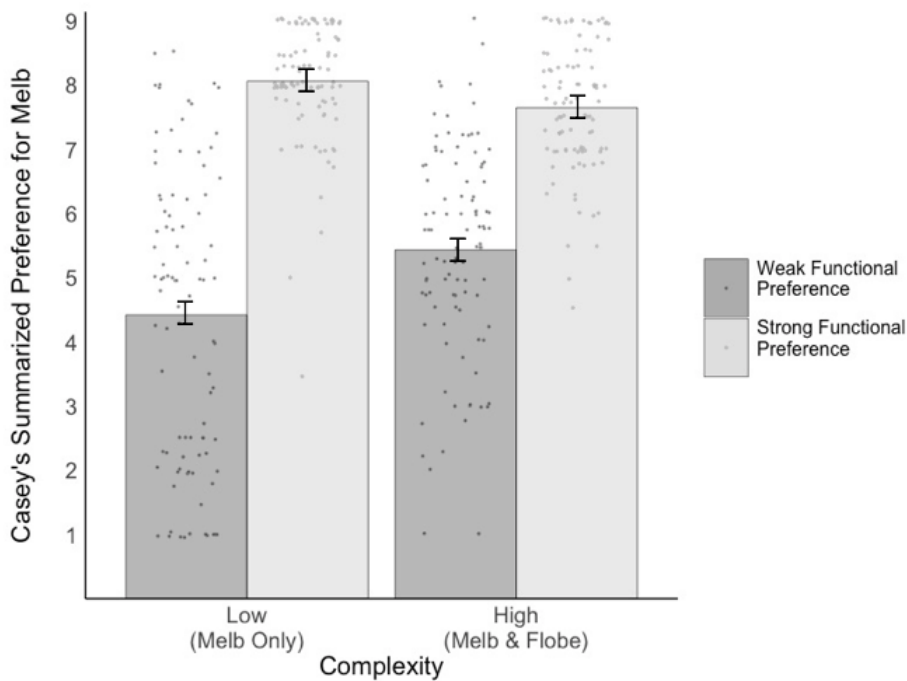 9
8
7
6
5
4
3
2
1
Casey's Summarized Preference for Melb
Low
(Melb Only)
High
(Melb & Flobe)
Complexity
Weak Functional
Preference
Strong Functional
Preference